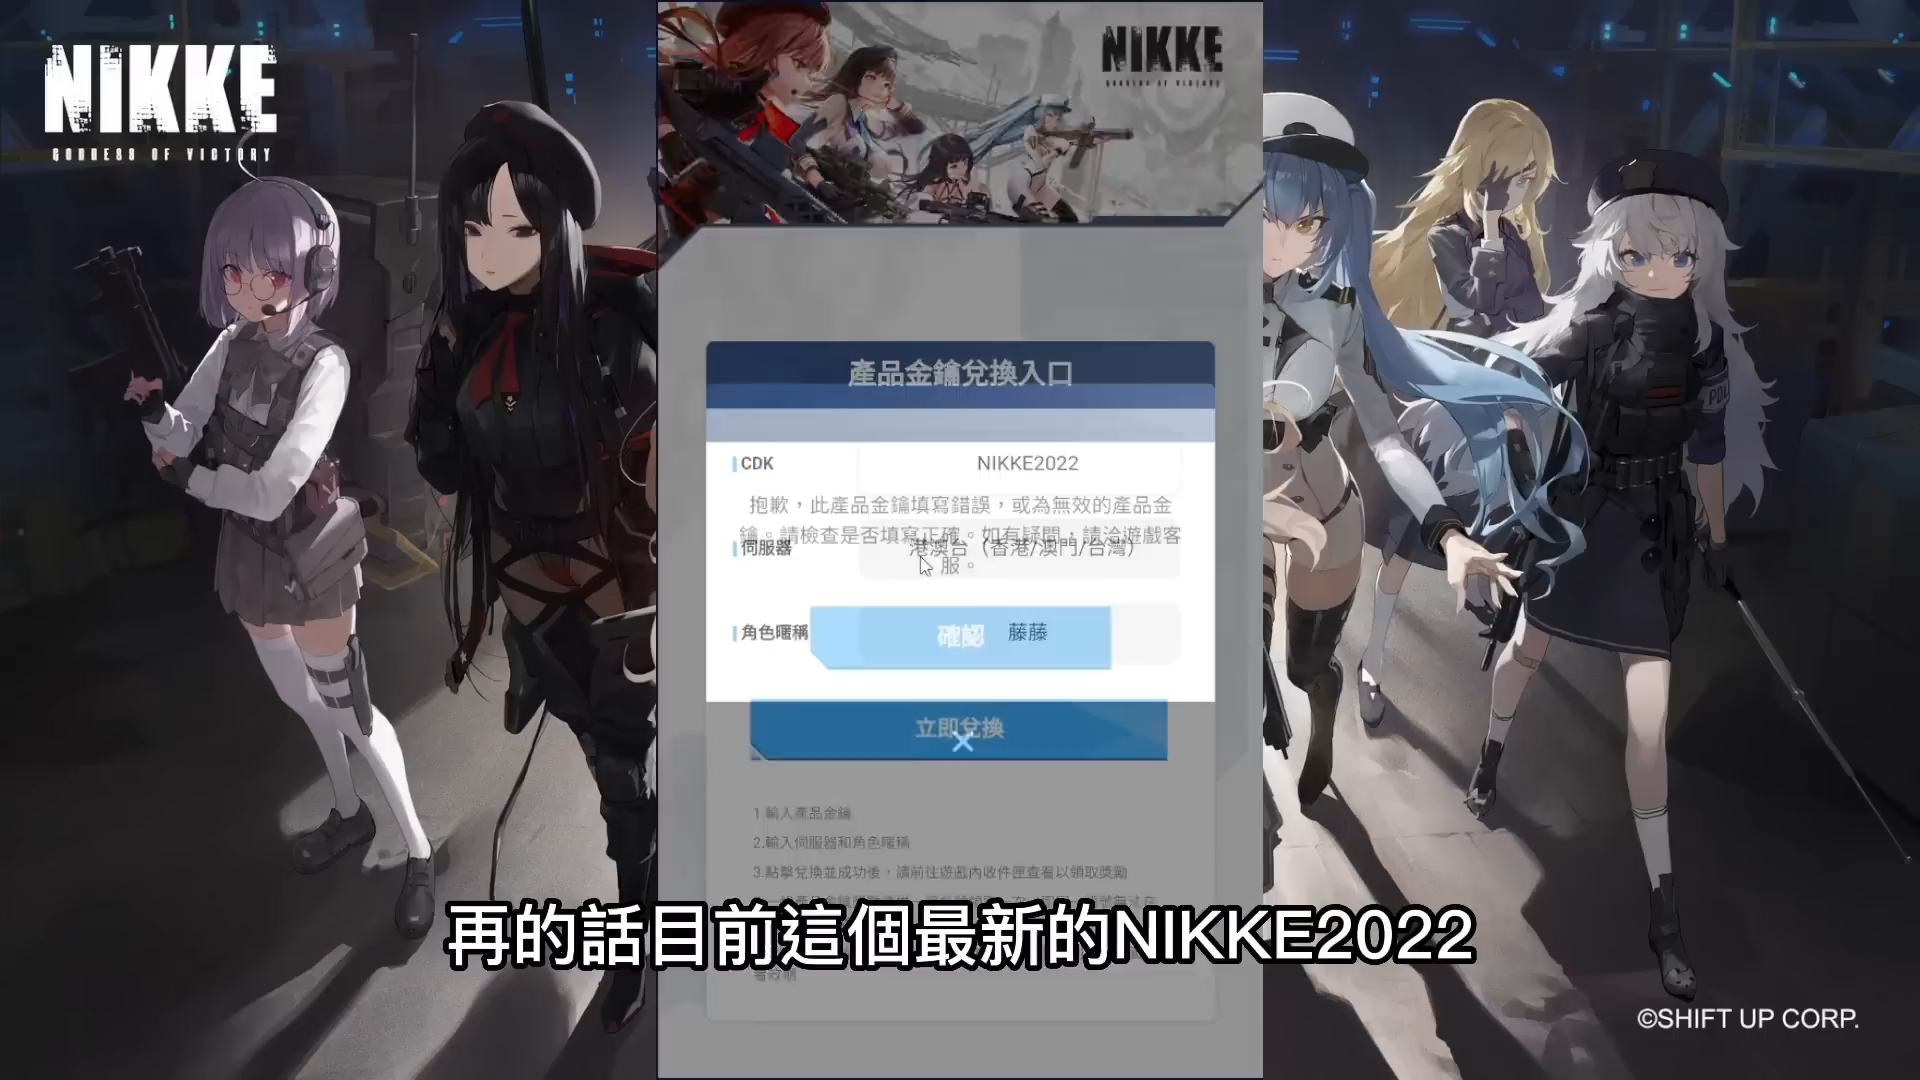 NIKKE
GODDESS OF VICTORY
NIKKE
GODDESS OF VICTORY
產品金鑰兌換入口
CDK
NIKKE2022
抱歉，此產品金鑰填寫錯誤，或為無效的產品金
鑰。請檢查是否填寫正確。如有疑問，請洽遊戲客
服。
伺服器
港澳台（香港/澳門/台灣）
角色暱稱
藤藤
確認
立即兌換
1.輸入產品金鑰
2.輸入伺服器和角色暱稱
3.點擊兌換並成功後，請前往遊戲內收件匣查看以領取獎勵
再的話目前這個最新的NIKKE2022
POL
©SHIFT UP CORP.